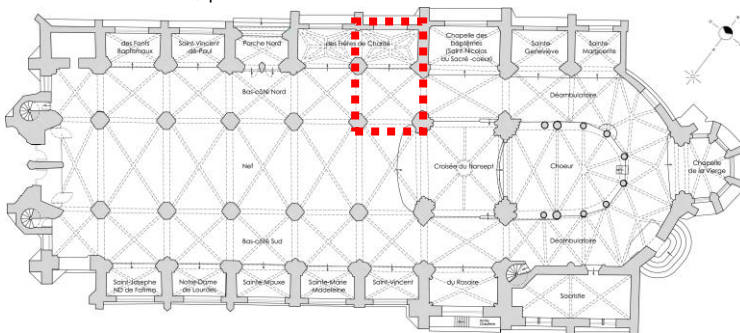 des Fonts
Baptismaux
Saint-Vincent
de-Paul
Porche Nord
des Frères de Charité
Chapelle des
baptêmes
(Saint-Nicolas
ou Sacré -coeur)
Sainte-
Geneviève
Sainte-
Marguerite
Bas-côté Nord
Déambulatoire
Nef
Croisée du Transept
Choeur
Chapelle
de la Vierge
Bas-côté Sud
Déambulatoire
Saint-Josephe
ND de Fatima
Notre-Dame
de Lourdes
Sainte-Mauxe
Sainte-Marie
Madeleine
Saint-Vincent
du Rosaire
Sacristie